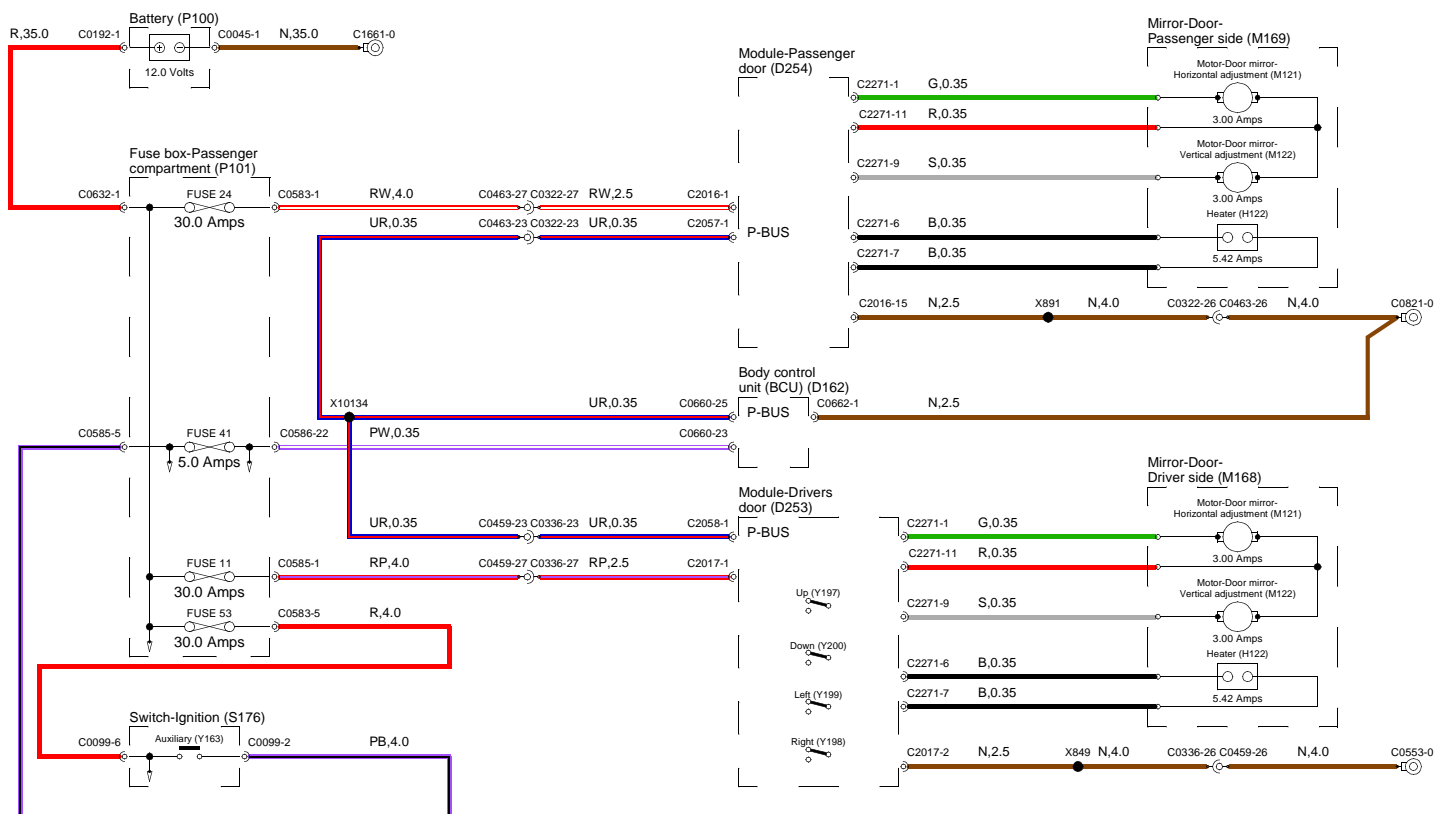 Battery (P100)
R,35.0
C0192-1
C0045-1
N,35.0
C1661-0
12.0 Volts
Fuse box-Passenger
compartment (P101)
C0632-1
FUSE 24
30.0 Amps
C0583-1
RW,4.0
C0463-27 C0322-27
RW,2.5
C2016-1
UR,0.35
C0463-23 C0322-23
UR,0.35
C2057-1
Module-Passenger
door (D254)
P-BUS
C2271-1
G,0.35
C2271-11
R,0.35
C2271-9
S,0.35
C2271-6
B,0.35
C2271-7
B,0.35
C2016-15
N,2.5
X891
N,4.0
C0322-26 C0463-26
N,4.0
C0821-0
Mirror-Door-
Passenger side (M169)
Motor-Door mirror-
Horizontal adjustment (M121)
3.00 Amps
Motor-Door mirror-
Vertical adjustment (M122)
3.00 Amps
Heater (H122)
5.42 Amps
Body control
unit (BCU) (D162)
X10134
UR,0.35
C0660-25
P-BUS
C0662-1
N,2.5
C0585-5
FUSE 41
5.0 Amps
C0586-22
PW,0.35
C0660-23
Module-Drivers
door (D253)
UR,0.35
C0459-23 C0336-23
UR,0.35
C2058-1
P-BUS
FUSE 11
30.0 Amps
C0585-1
RP,4.0
C0459-27 C0336-27
RP,2.5
C2017-1
FUSE 53
30.0 Amps
C0583-5
R,4.0
Up (Y197)
Down (Y200)
Left (Y199)
Right (Y198)
C2271-1
G,0.35
C2271-11
R,0.35
C2271-9
S,0.35
C2271-6
B,0.35
C2271-7
B,0.35
C2017-2
N,2.5
X849
N,4.0
C0336-26 C0459-26
N,4.0
C0553-0
Mirror-Door-
Driver side (M168)
Motor-Door mirror-
Horizontal adjustment (M121)
3.00 Amps
Motor-Door mirror-
Vertical adjustment (M122)
3.00 Amps
Heater (H122)
5.42 Amps
Switch-Ignition (S176)
C0099-6
Auxiliary (Y163)
C0099-2
PB,4.0